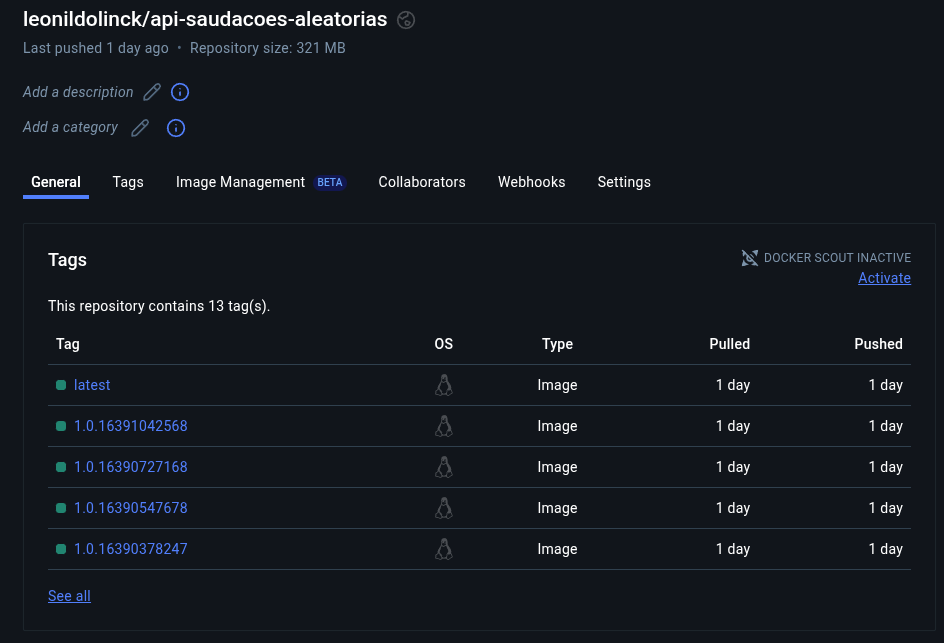 leonildolinck/api-saudacoes-aleatorias
Last pushed 1 day ago • Repository size: 321 MB
Add a description
Add a category
General Tags Image Management BETA Collaborators Webhooks Settings
Tags DOCKER SCOUT INACTIVE
Activate
This repository contains 13 tag(s).
Tag OS Type Pulled Pushed
latest Image 1 day 1 day
1.0.16391042568 Image 1 day 1 day
1.0.16390727168 Image 1 day 1 day
1.0.16390547678 Image 1 day 1 day
1.0.16390378247 Image 1 day 1 day
See all